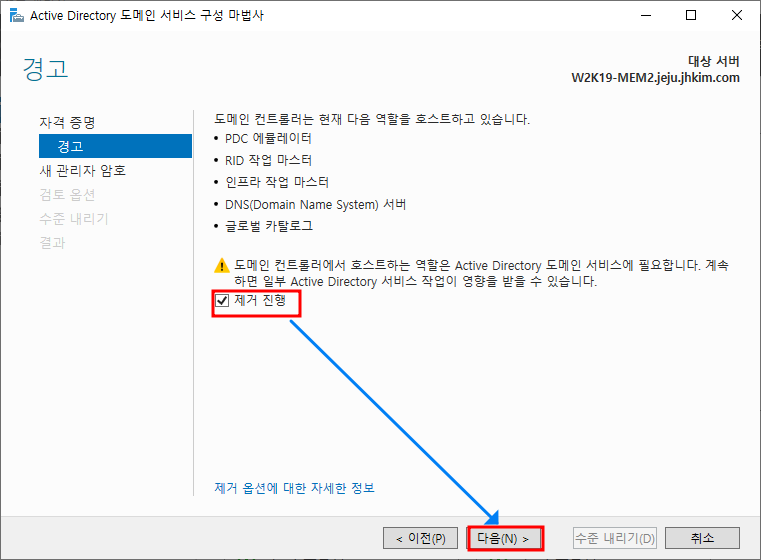 Active Directory 도메인 서비스 구성 마법사
경고
대상 서버
W2K19-MEM2.jeju.jhkim.com
자격 증명
경고
새 관리자 암호
검토 옵션
수준 내리기
결과
도메인 컨트롤러는 현재 다음 역할을 호스트하고 있습니다.
• PDC 에뮬레이터
• RID 작업 마스터
• 인프라 작업 마스터
• DNS(Domain Name System) 서버
• 글로벌 카탈로그
도메인 컨트롤러에서 호스트하는 역할은 Active Directory 도메인 서비스에 필요합니다. 계속
하면 일부 Active Directory 서비스 작업이 영향을 받을 수 있습니다.
제거 진행
제거 옵션에 대한 자세한 정보
< 이전(P)
다음(N) >
수준 내리기(D)
취소